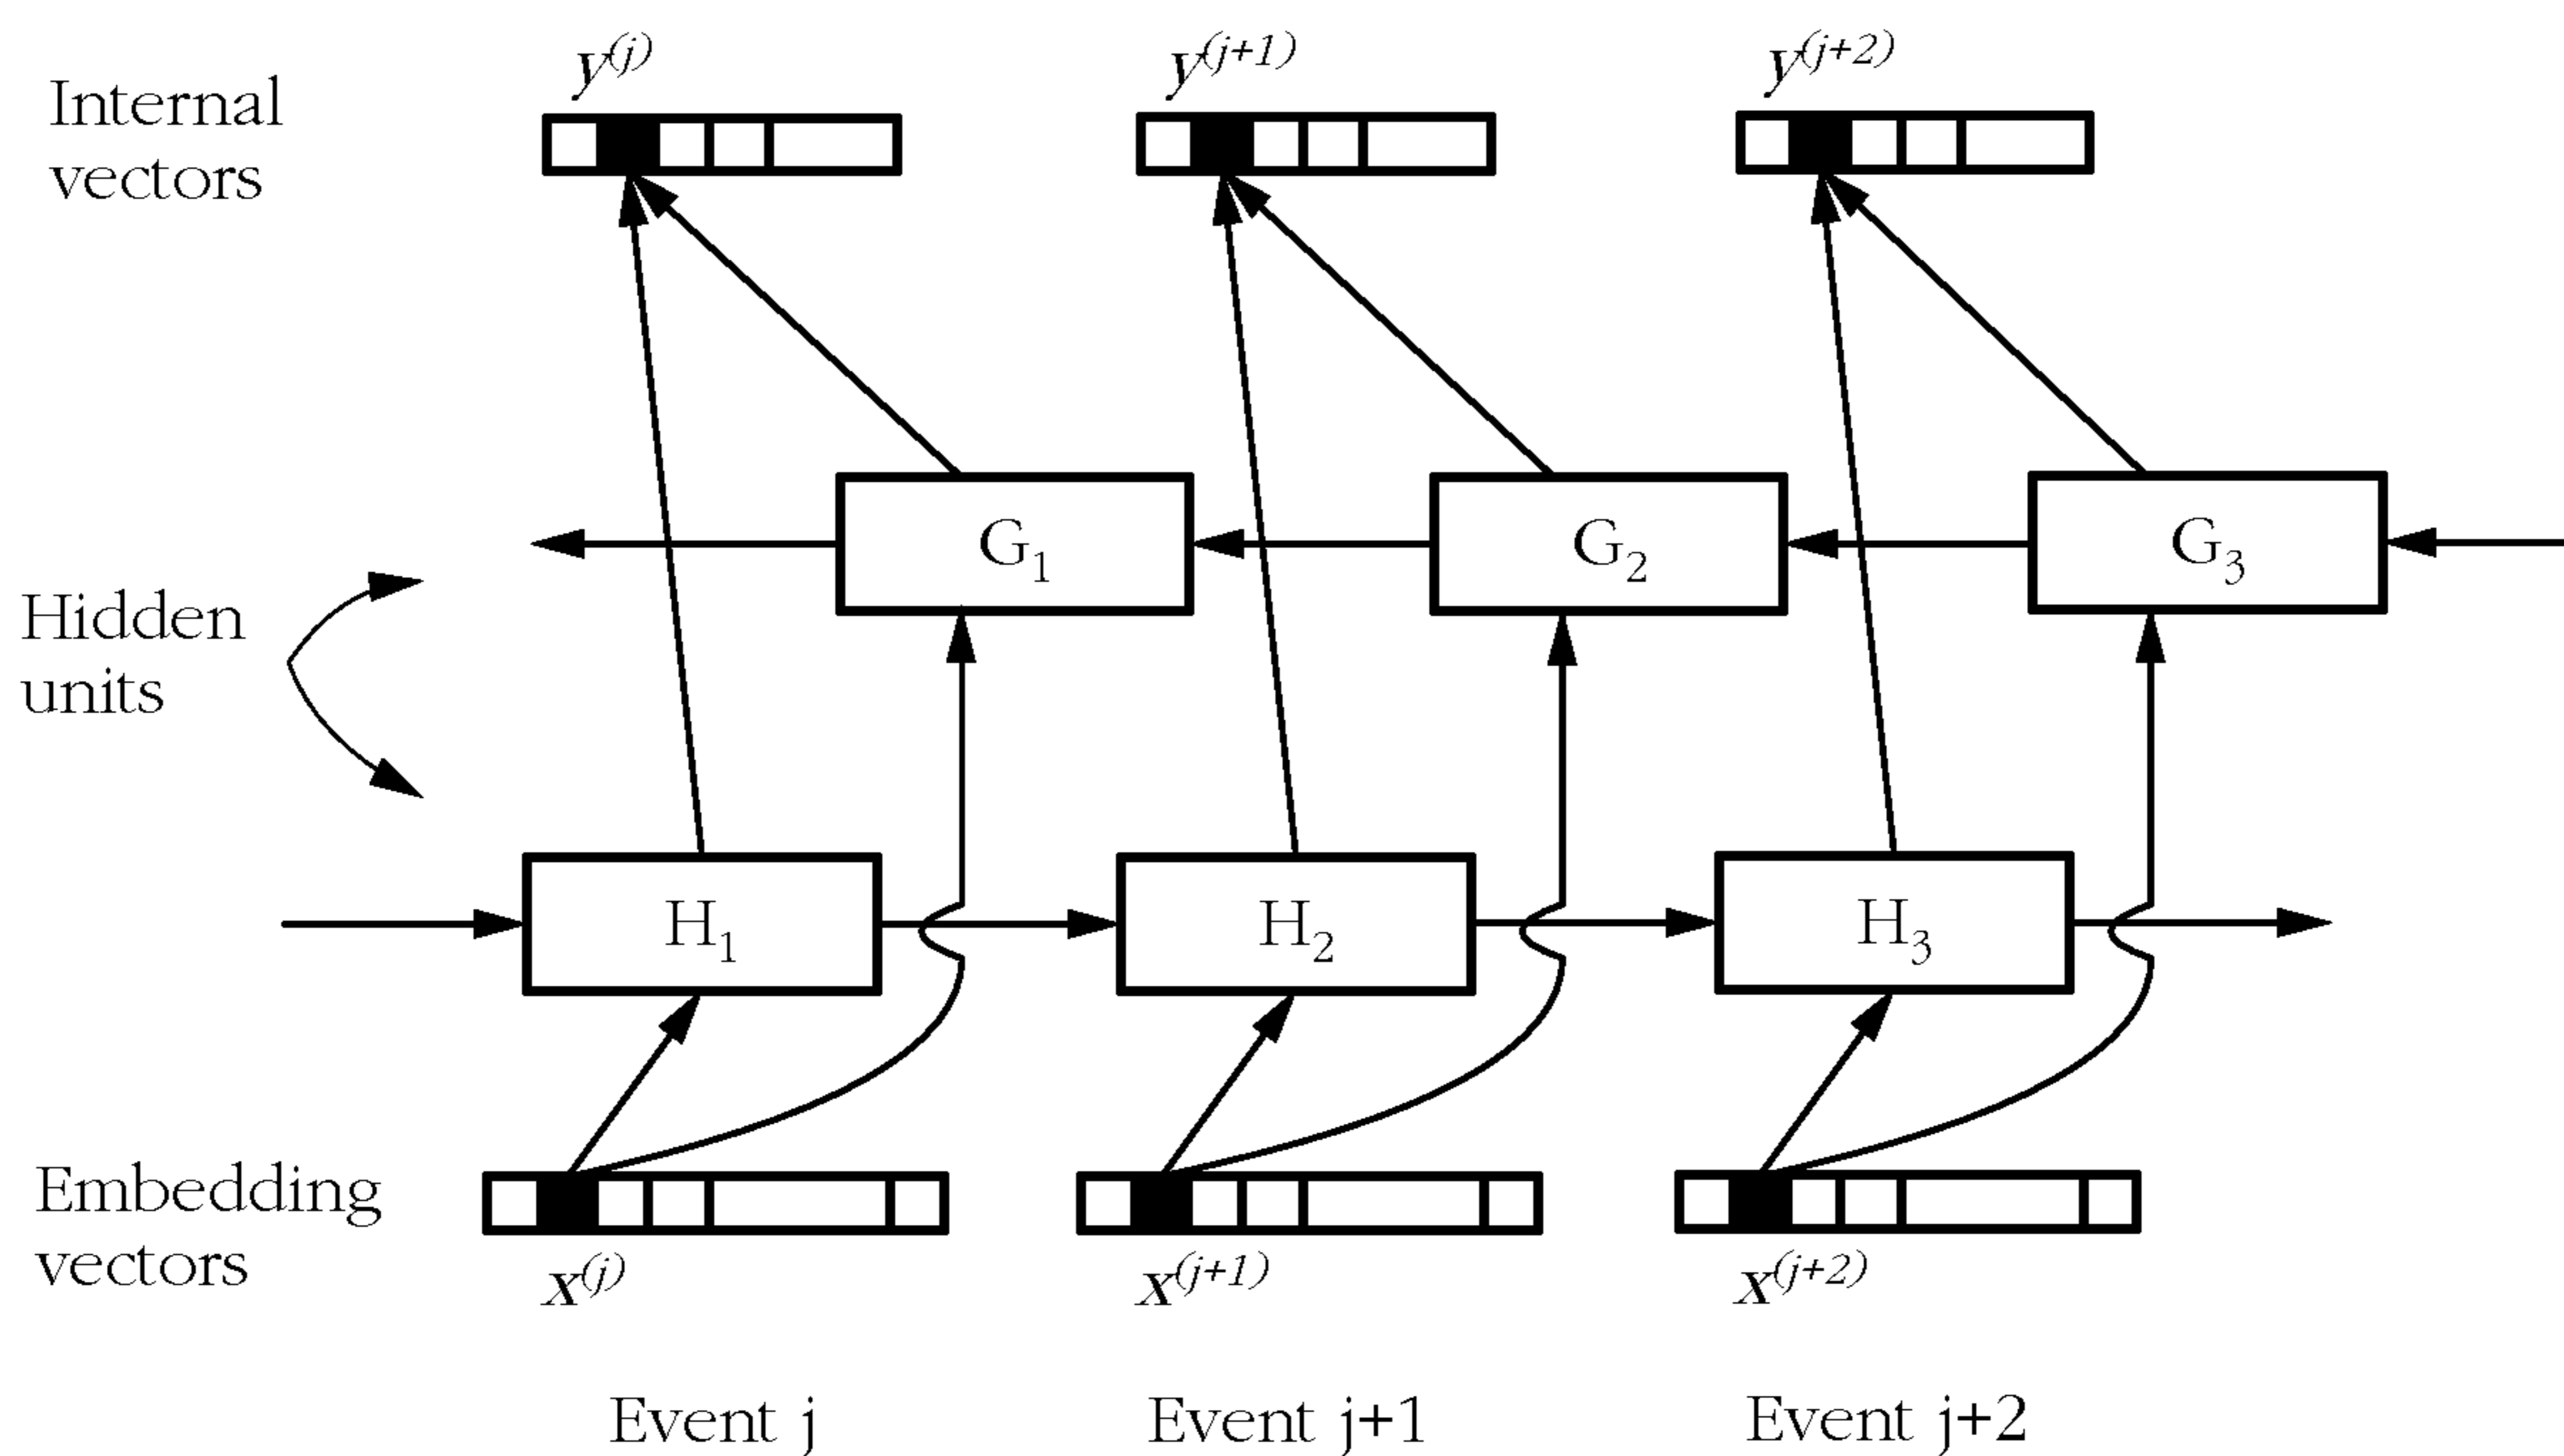 y(j) y(j+1) y(j+2)
Internal
vectors
G1 G2 G3
Hidden
units
H1 H2 H3
Embedding
vectors
x(j) x(j+1) x(j+2)
Event j Event j+1 Event j+2